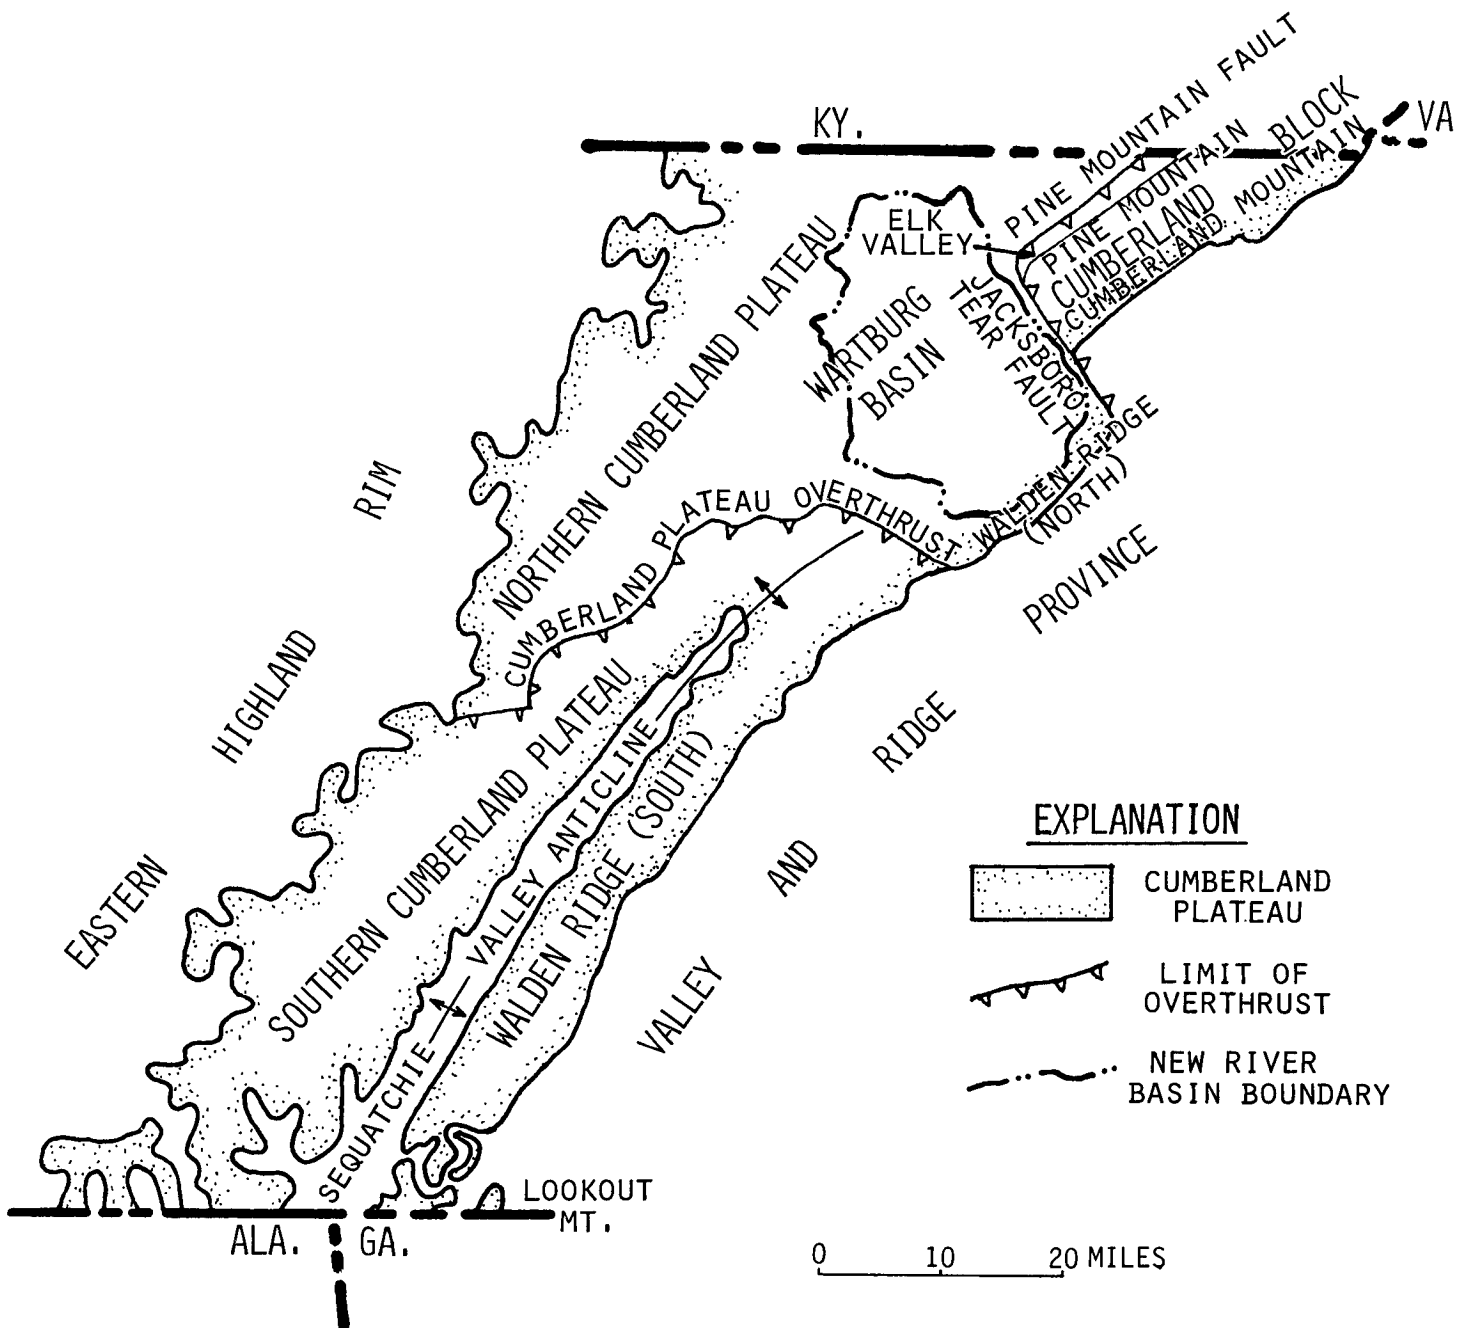 KY.
VA
PINE MOUNTAIN FAULT
PINE MOUNTAIN
BLOCK
CUMBERLAND
CUMBERLAND MOUNTAIN
ELK
VALLEY
JACKSBORO
TEAR FAULT
WARTBURG
BASIN
NORTHERN CUMBERLAND PLATEAU
CUMBERLAND PLATEAU OVERTHRUST
WALDEN RIDGE
(NORTH)
EASTERN HIGHLAND RIM
SOUTHERN CUMBERLAND PLATEAU
SEQUATCHIE VALLEY ANTICLINE
WALDEN RIDGE (SOUTH)
VALLEY AND RIDGE PROVINCE
LOOKOUT
MT.
ALA.
GA.
EXPLANATION
CUMBERLAND
PLATEAU
LIMIT OF
OVERTHRUST
NEW RIVER
BASIN BOUNDARY
0 10 20 MILES